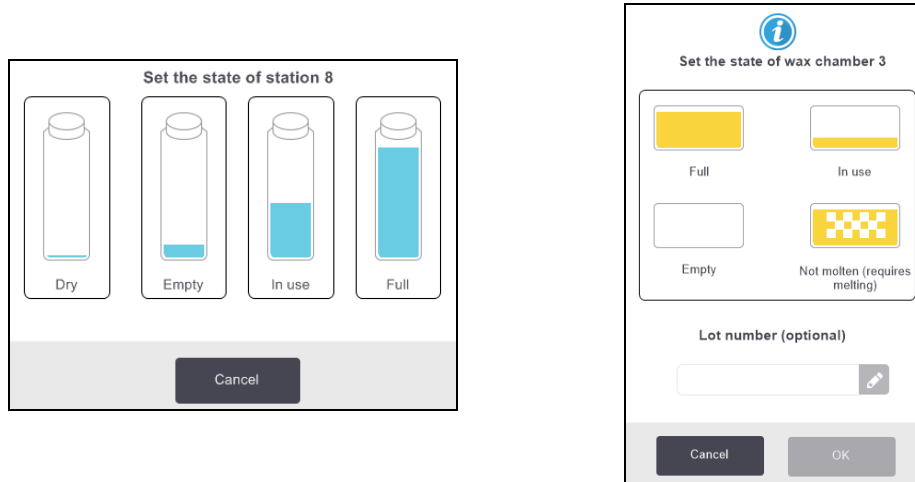 Set the state of station 8
Dry
Empty
In use
Full
Cancel
i
Set the state of wax chamber 3
Full
In use
Empty
Not molten (requires
melting)
Lot number (optional)
Cancel
OK